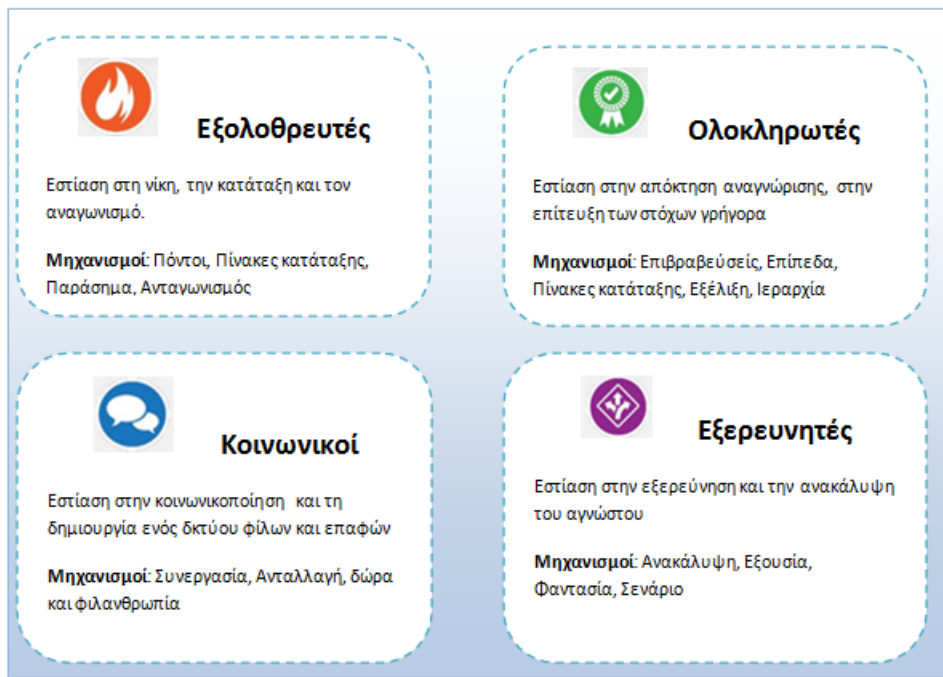 Εξολοθρευτές
Εστίαση στη νίκη, την κατάταξη και τον
αναγωνισμό.
Μηχανισμοί: Πόντοι, Πίνακες κατάταξης,
Παράσημα, Ανταγωνισμός
Ολοκληρωτές
Εστίαση στην απόκτηση αναγνώρισης, στην
επίτευξη των στόχων γρήγορα
Μηχανισμοί: Επιβραβεύσείς, Επίπεδα,
Πίνακες κατάταξης, Εξέλιξη, Ιεραρχία
Κοινωνικοί
Εστίαση στην κοινωνικοποίηση και τη
δημιουργία ενός δκτύου φίλων και επαφών
Μηχανισμοί: Συνεργασία, Ανταλλαγή, δώρα
και φιλανθρωπία
Εξερευνητές
Εστίαση στην εξερεύνηση και την ανακάλυψη
του αγνώστου
Μηχανισμοί: Ανακάλυψη, Εξουσία,
Φαντασία, Σενάριο